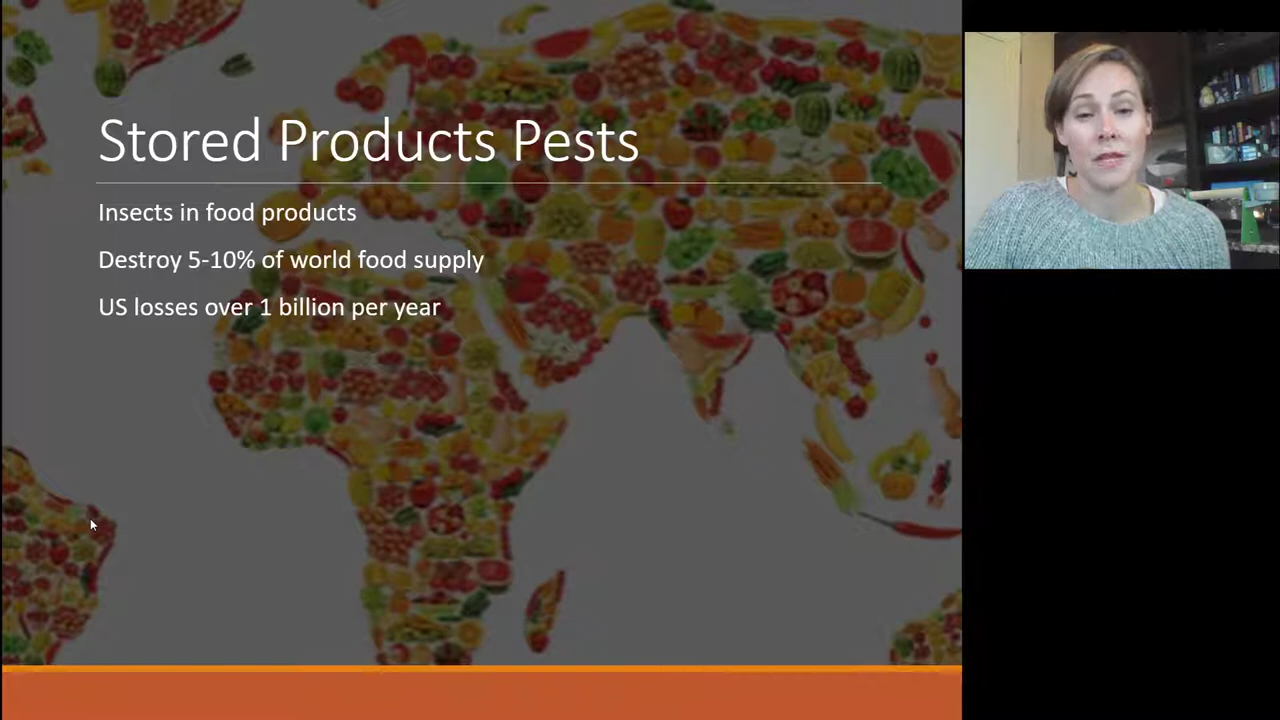 Stored Products Pests
Insects in food products
Destroy 5-10% of world food supply
US losses over 1 billion per year